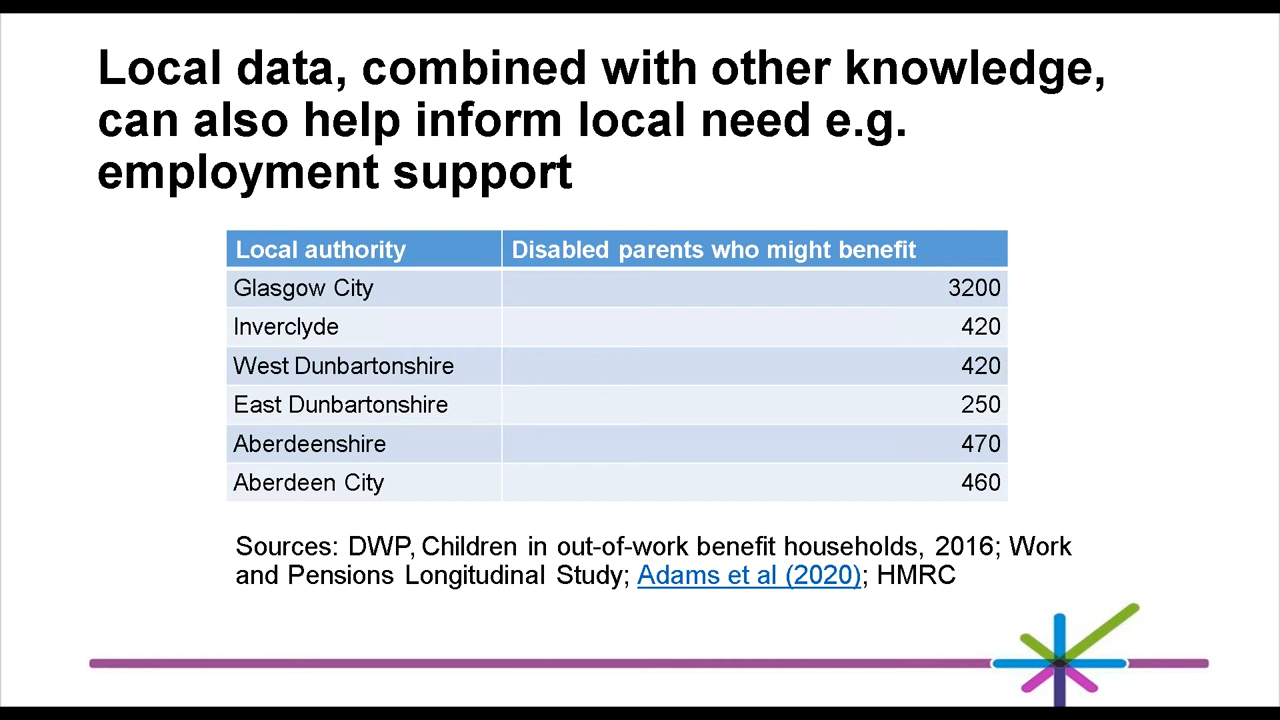 Local data, combined with other knowledge,
can also help inform local need e.g.
employment support
Local authority Disabled parents who might benefit
Glasgow City 3200
Inverclyde 420
West Dunbartonshire 420
East Dunbartonshire 250
Aberdeenshire 470
Aberdeen City 460
Sources: DWP, Children in out-of-work benefit households, 2016; Work
and Pensions Longitudinal Study; Adams et al (2020); HMRC